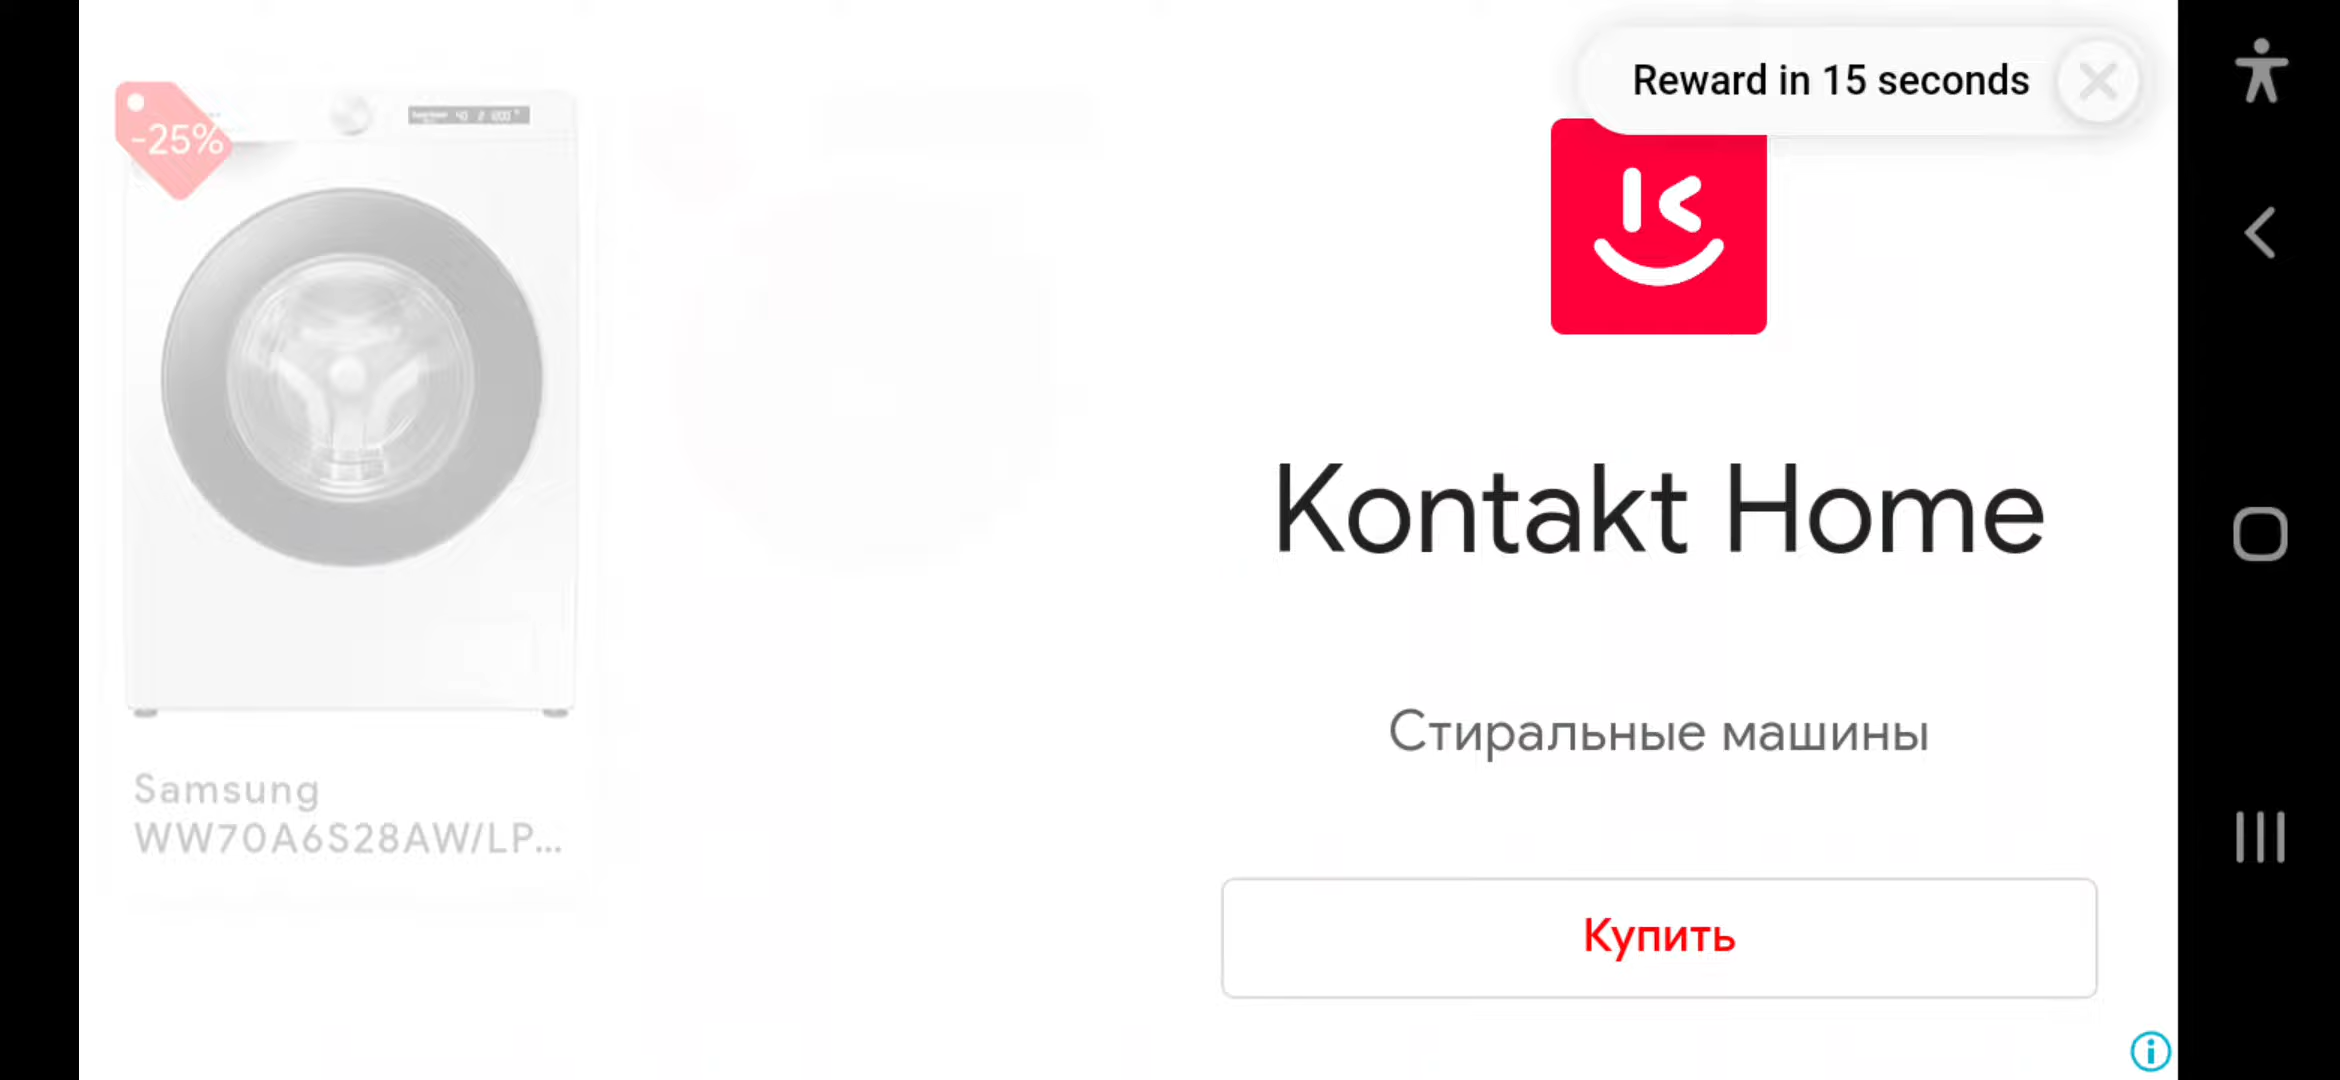 Reward in 15 seconds
-25%
Kontakt Home
Стиральные машины
Samsung
WW70A6S28AW/LP...
Купить